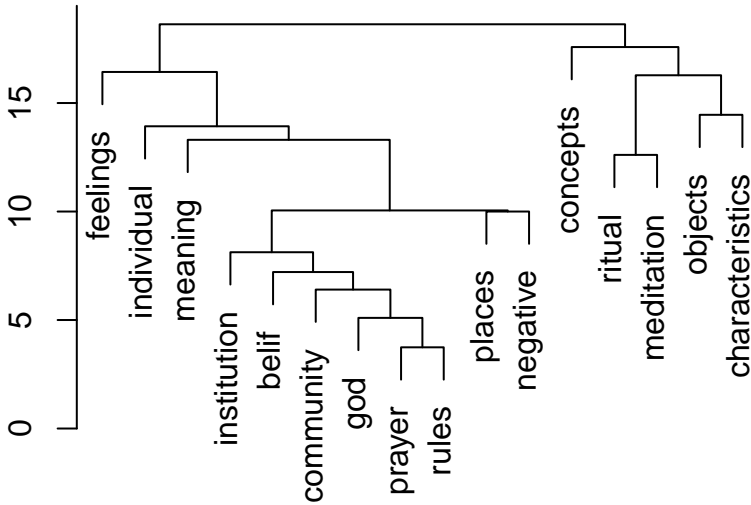 0
5
10
15
feelings
individual
meaning
institution
belif
community
god
prayer
rules
places
negative
concepts
ritual
meditation
objects
characteristics